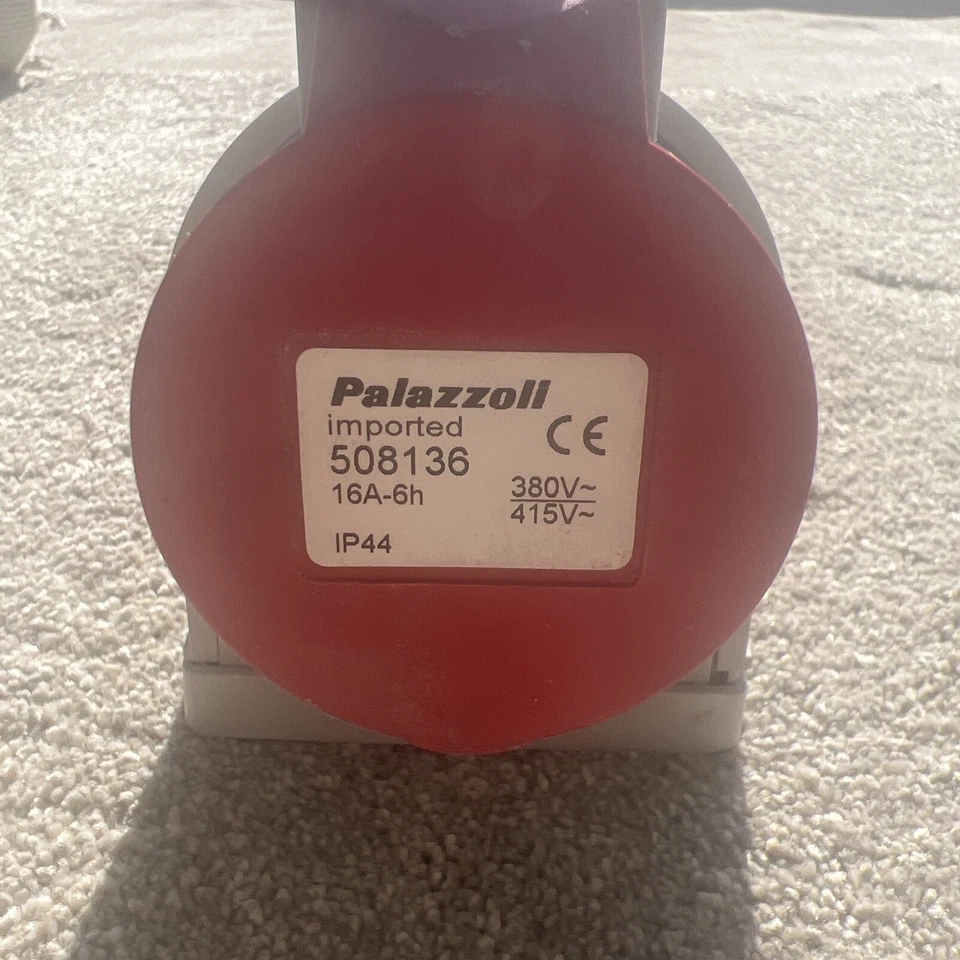 Palazzoli
imported
CE
508136
16A-6h
380V~
415V~
IP44